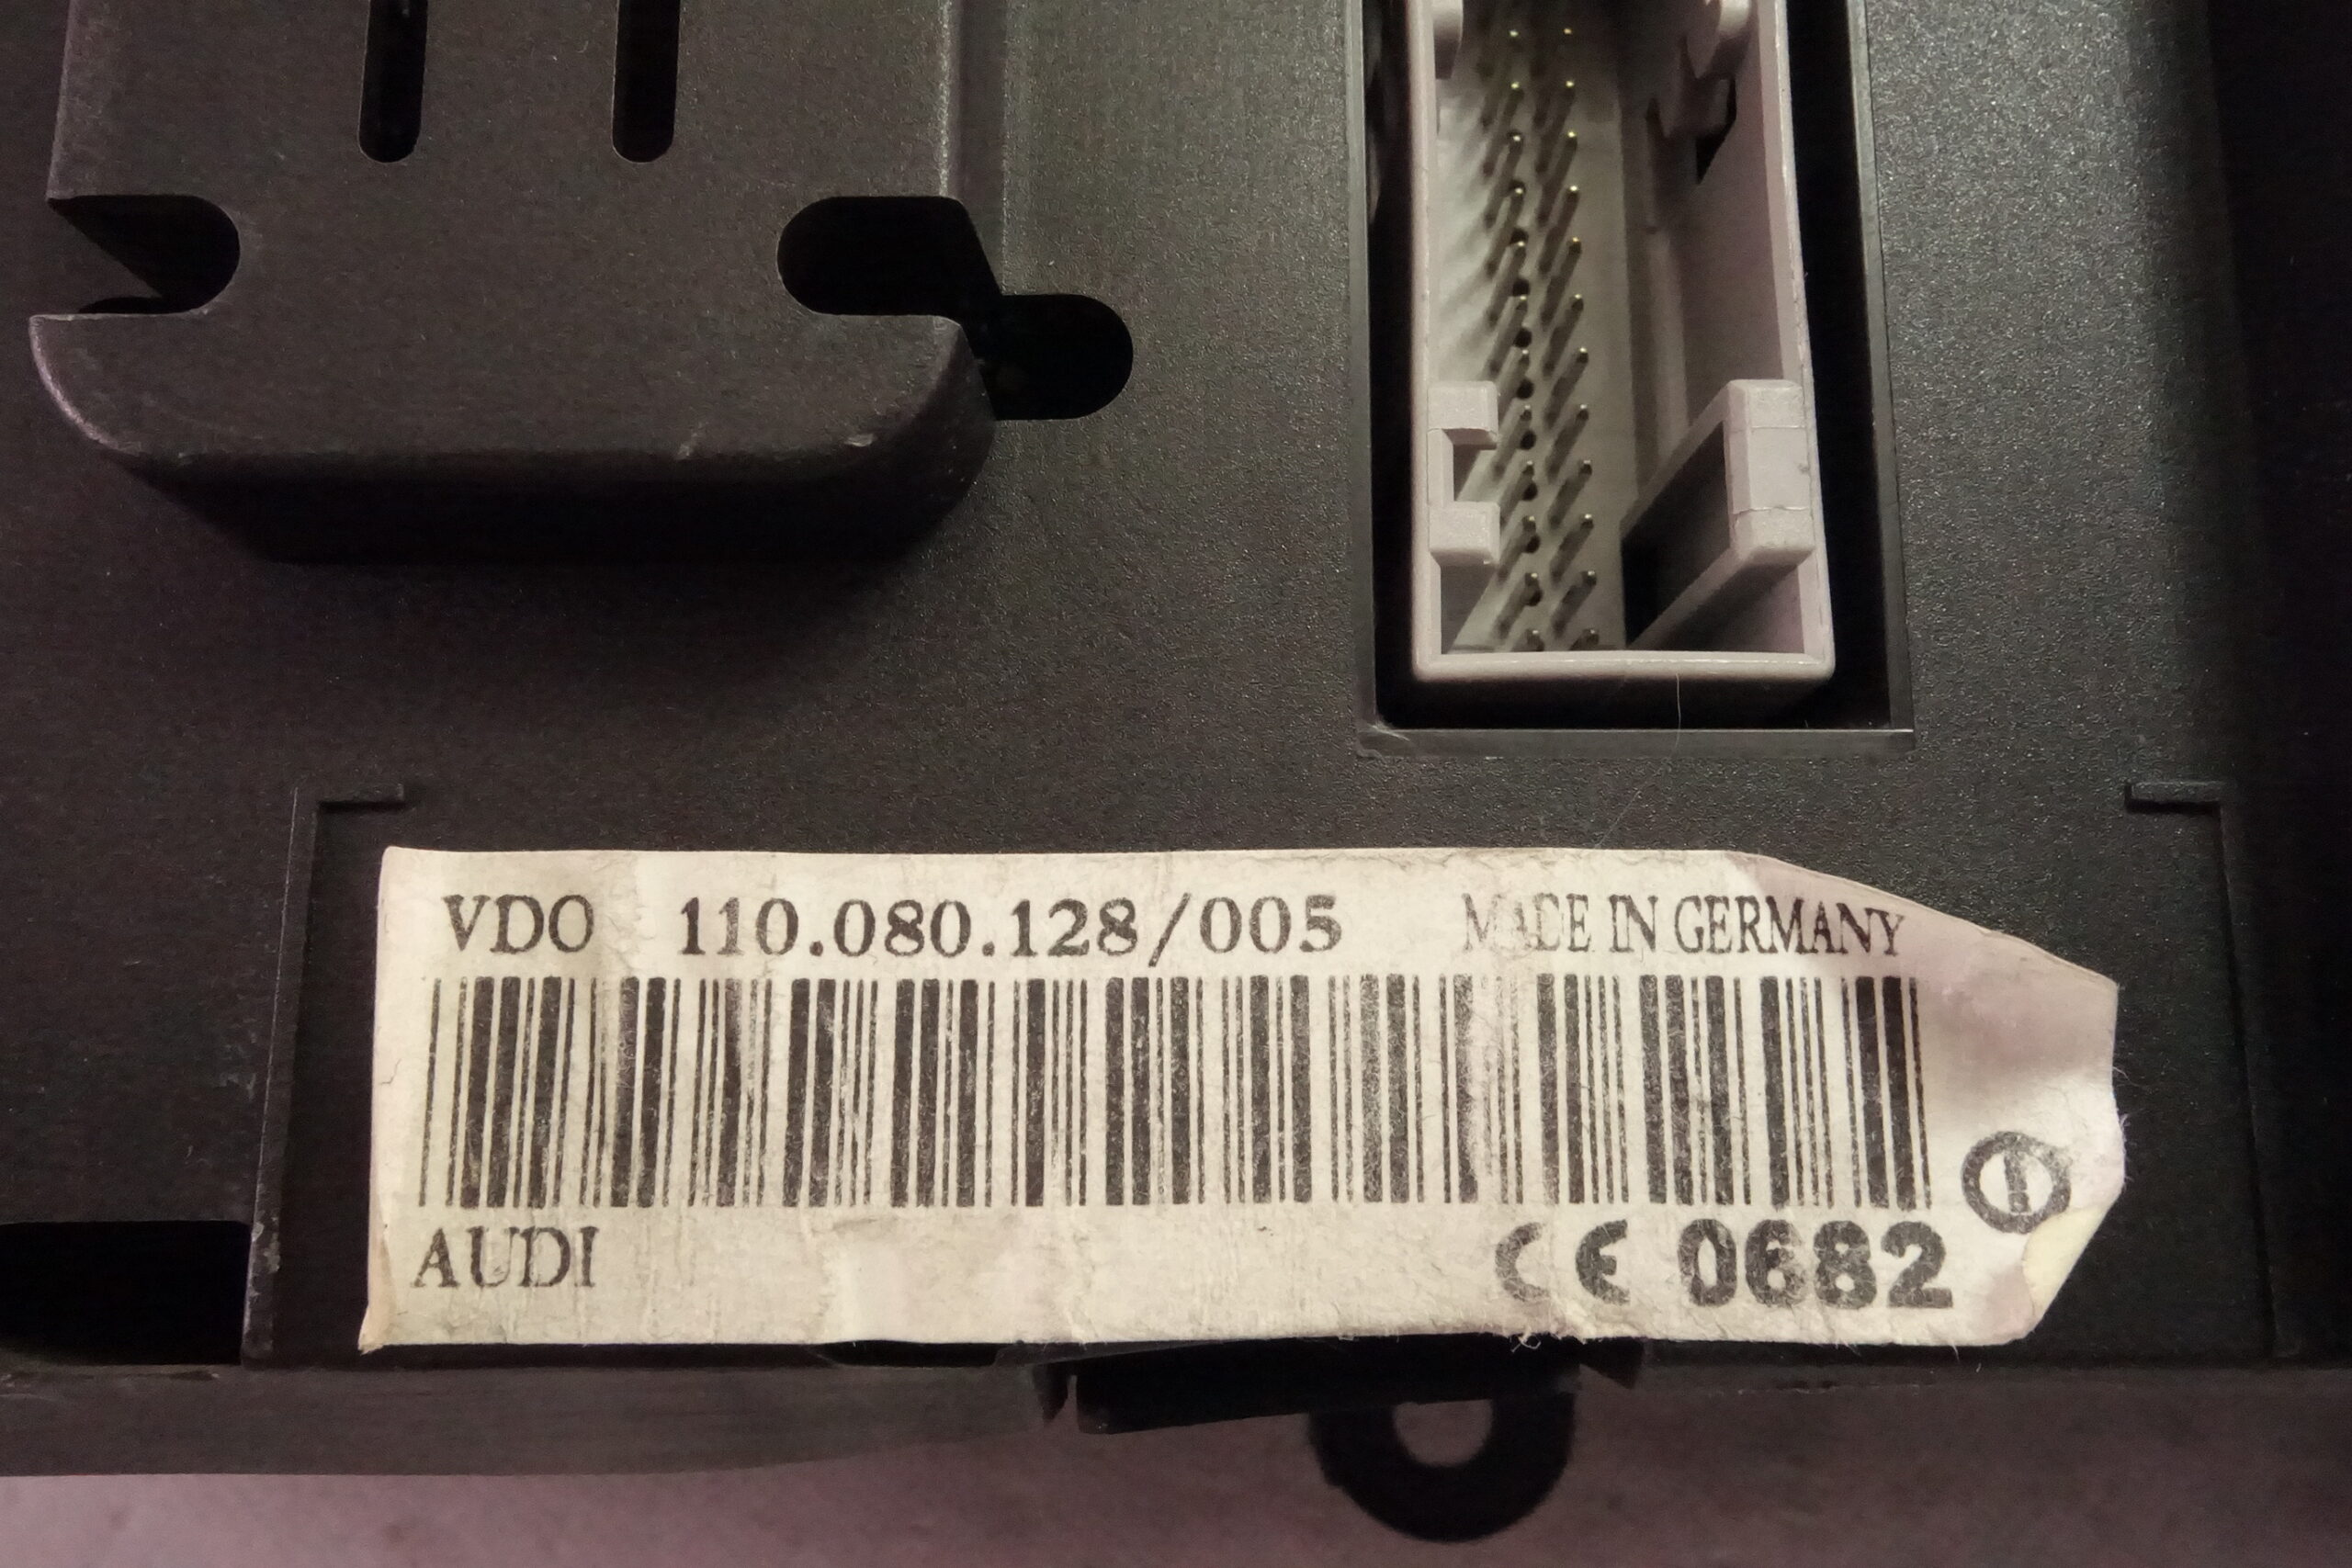 VDO 110.080.128/005 MADE IN GERMANY
AUDI CE 0682